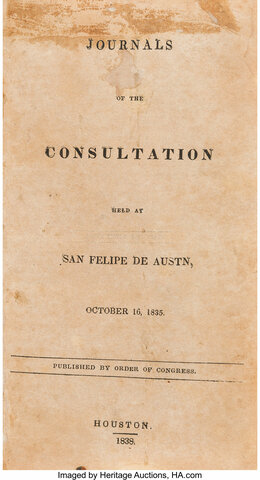 JOURNALS
OF THE
CONSULTATION
HELD AT
SAN FELIPE DE AUSTN,
OCTOBER 16, 1835.
PUBLISHED BY ORDER OF CONGRESS.
HOUSTON.
1838.
Imaged by Heritage Auctions, HA.com